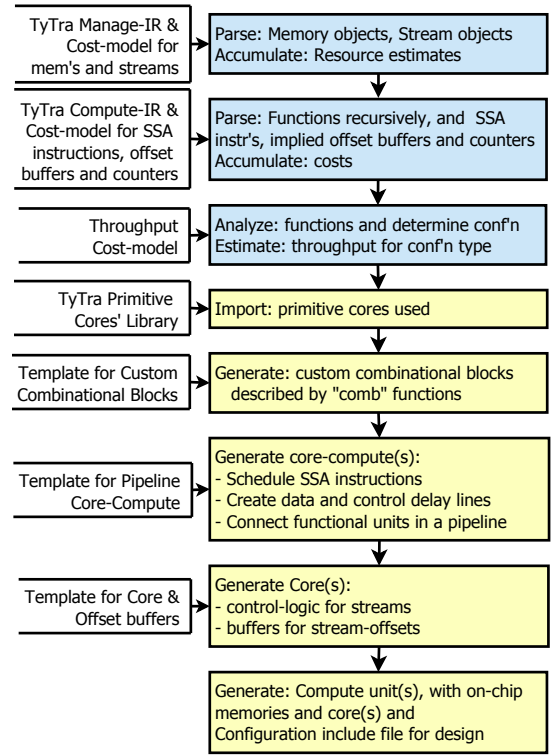 TyTra Manage-IR &
Cost-model for
mem's and streams
Parse: Memory objects, Stream objects
Accumulate: Resource estimates
TyTra Compute-IR &
Cost-model for SSA
instructions, offset
buffers and counters
Parse: Functions recursively, and SSA
instr's, implied offset buffers and counters
Accumulate: costs
Throughput
Cost-model
Analyze: functions and determine conf'n
Estimate: throughput for conf'n type
TyTra Primitive
Cores' Library
Import: primitive cores used
Template for Custom
Combinational Blocks
Generate: custom combinational blocks
described by "comb" functions
Template for Pipeline
Core-Compute
Generate core-compute(s):
- Schedule SSA instructions
- Create data and control delay lines
- Connect functional units in a pipeline
Template for Core &
Offset buffers
Generate Core(s):
- control-logic for streams
- buffers for stream-offsets
Generate: Compute unit(s), with on-chip
memories and core(s) and
Configuration include file for design